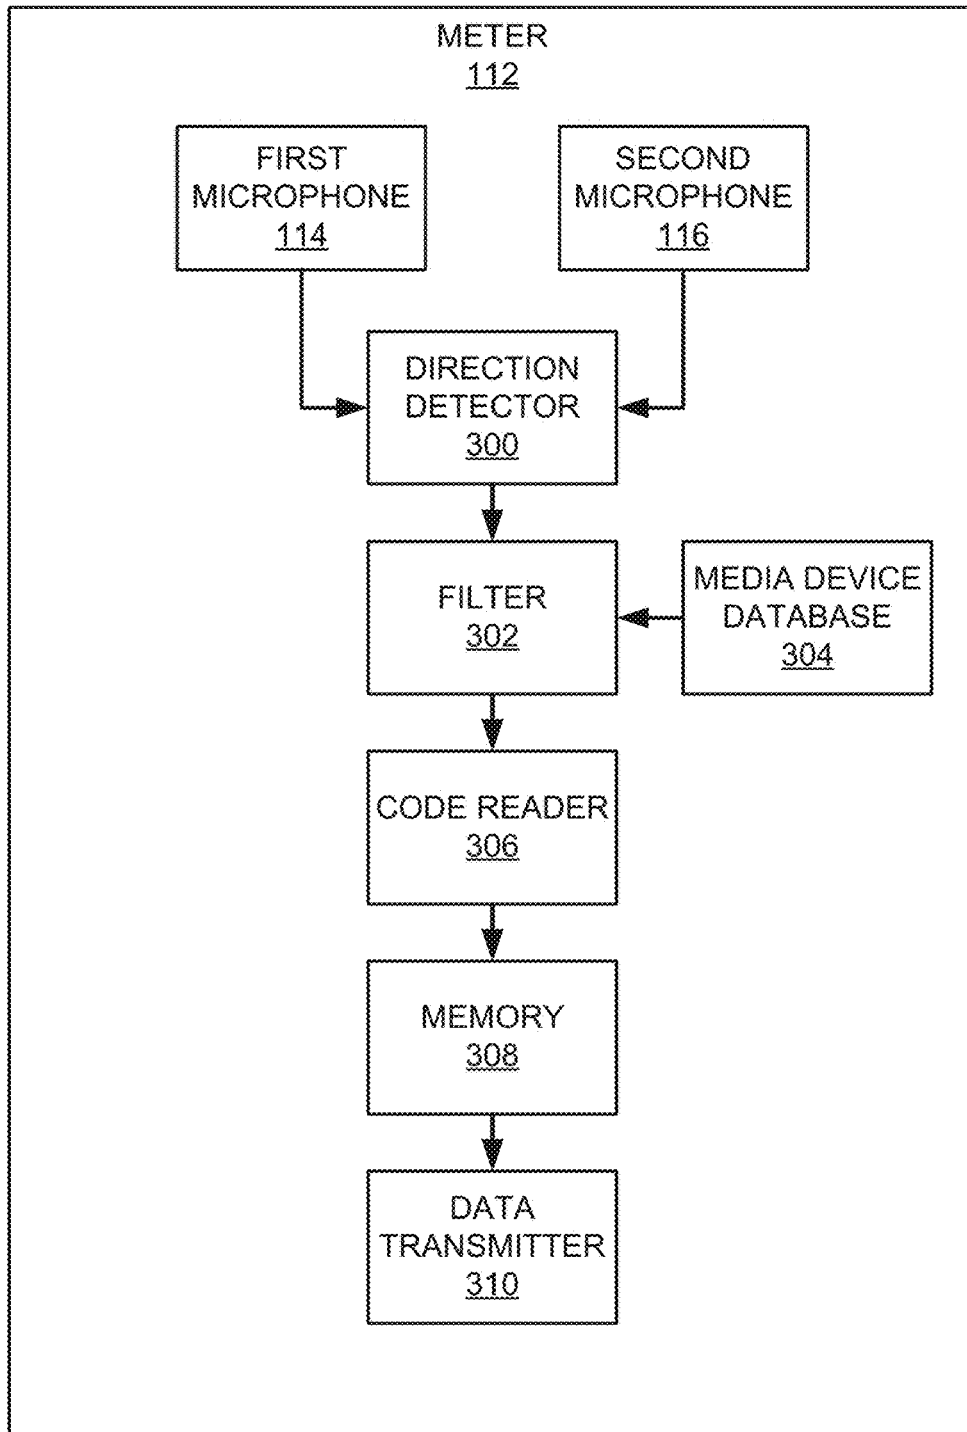 METER
112
FIRST
MICROPHONE
114
SECOND
MICROPHONE
116
DIRECTION
DETECTOR
300
FILTER
302
MEDIA DEVICE
DATABASE
304
CODE READER
306
MEMORY
308
DATA
TRANSMITTER
310